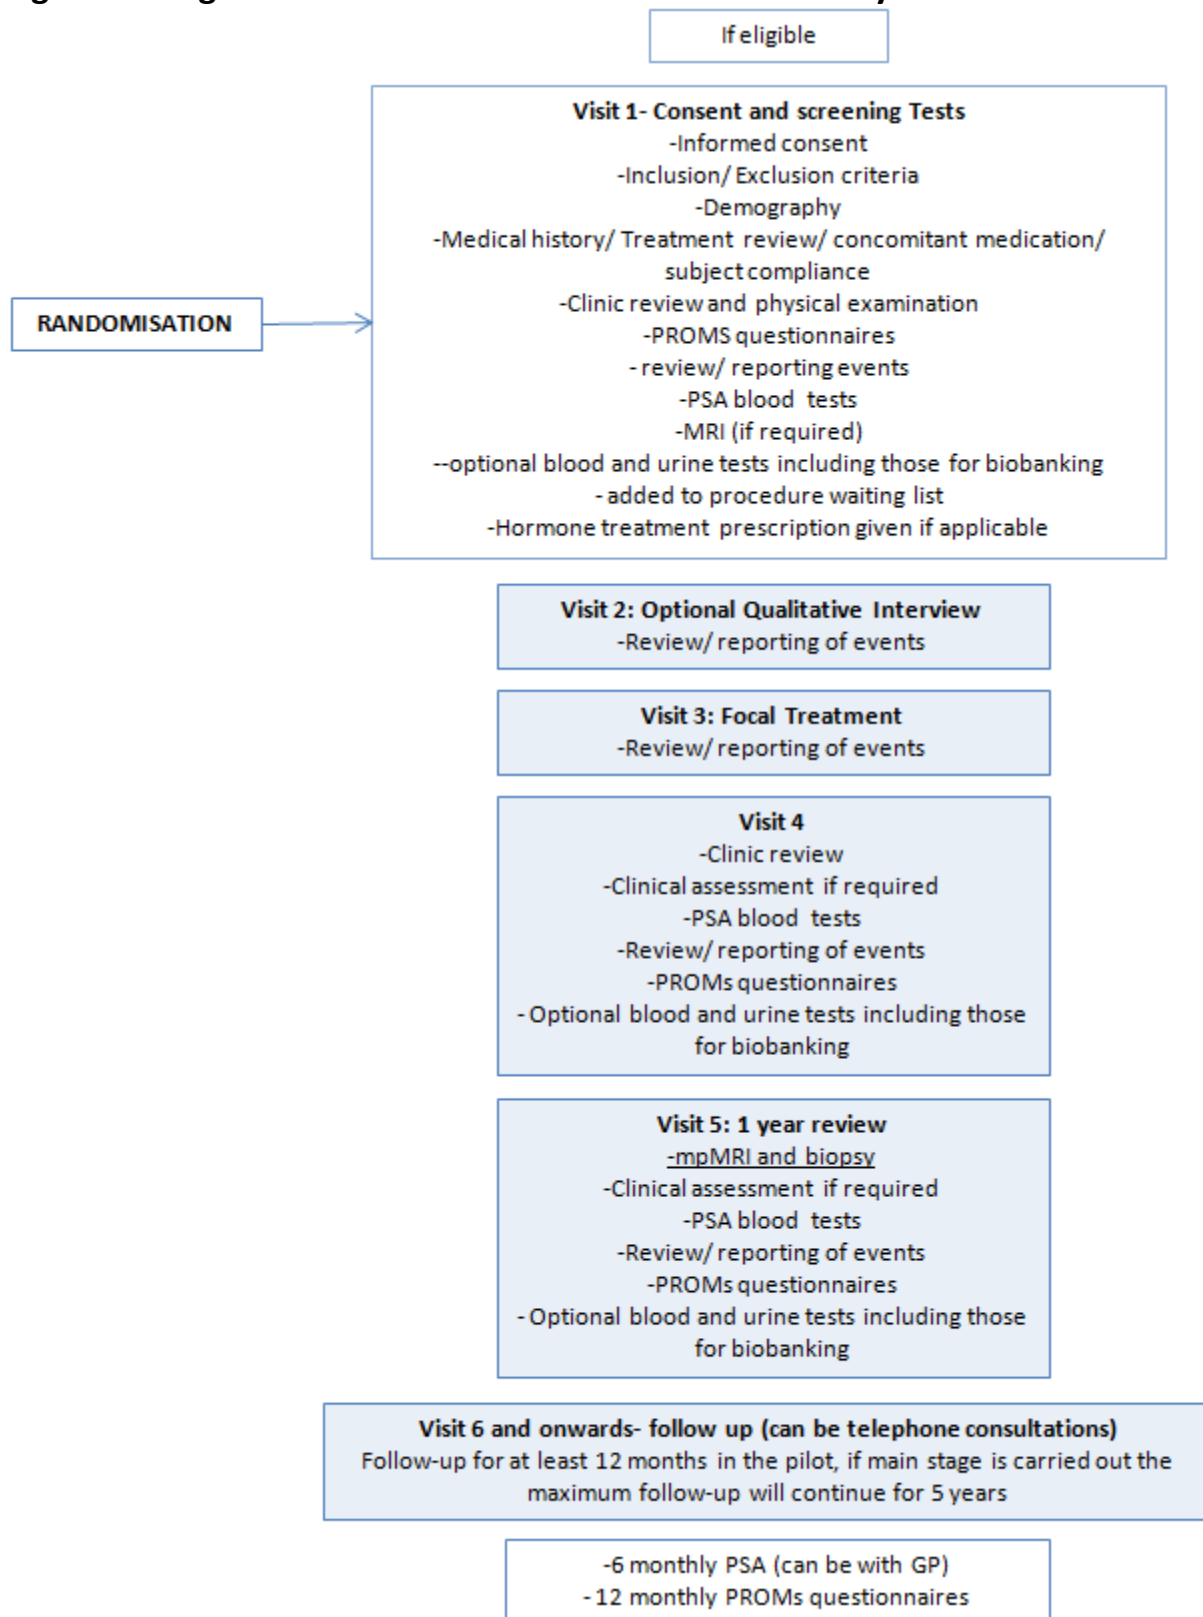 If eligible
Visit 1- Consent and screening Tests
-Informed consent
-Inclusion/ Exclusion criteria
-Demography
-Medical history/ Treatment review/ concomitant medication/
subject compliance
-Clinic review and physical examination
-PROMS questionnaires
- review/ reporting events
-PSA blood tests
-MRI (if required)
--optional blood and urine tests including those for biobanking
- added to procedure waiting list
-Hormone treatment prescription given if applicable
RANDOMISATION
Visit 2: Optional Qualitative Interview
-Review/ reporting of events
Visit 3: Focal Treatment
-Review/ reporting of events
Visit 4
-Clinic review
-Clinical assessment if required
-PSA blood tests
-Review/ reporting of events
-PROMs questionnaires
- Optional blood and urine tests including those
for biobanking
Visit 5: 1 year review
-mpMRI and biopsy
-Clinical assessment if required
-PSA blood tests
-Review/ reporting of events
-PROMs questionnaires
- Optional blood and urine tests including those
for biobanking
Visit 6 and onwards- follow up (can be telephone consultations)
Follow-up for at least 12 months in the pilot, if main stage is carried out the
maximum follow-up will continue for 5 years
-6 monthly PSA (can be with GP)
- 12 monthly PROMs questionnaires